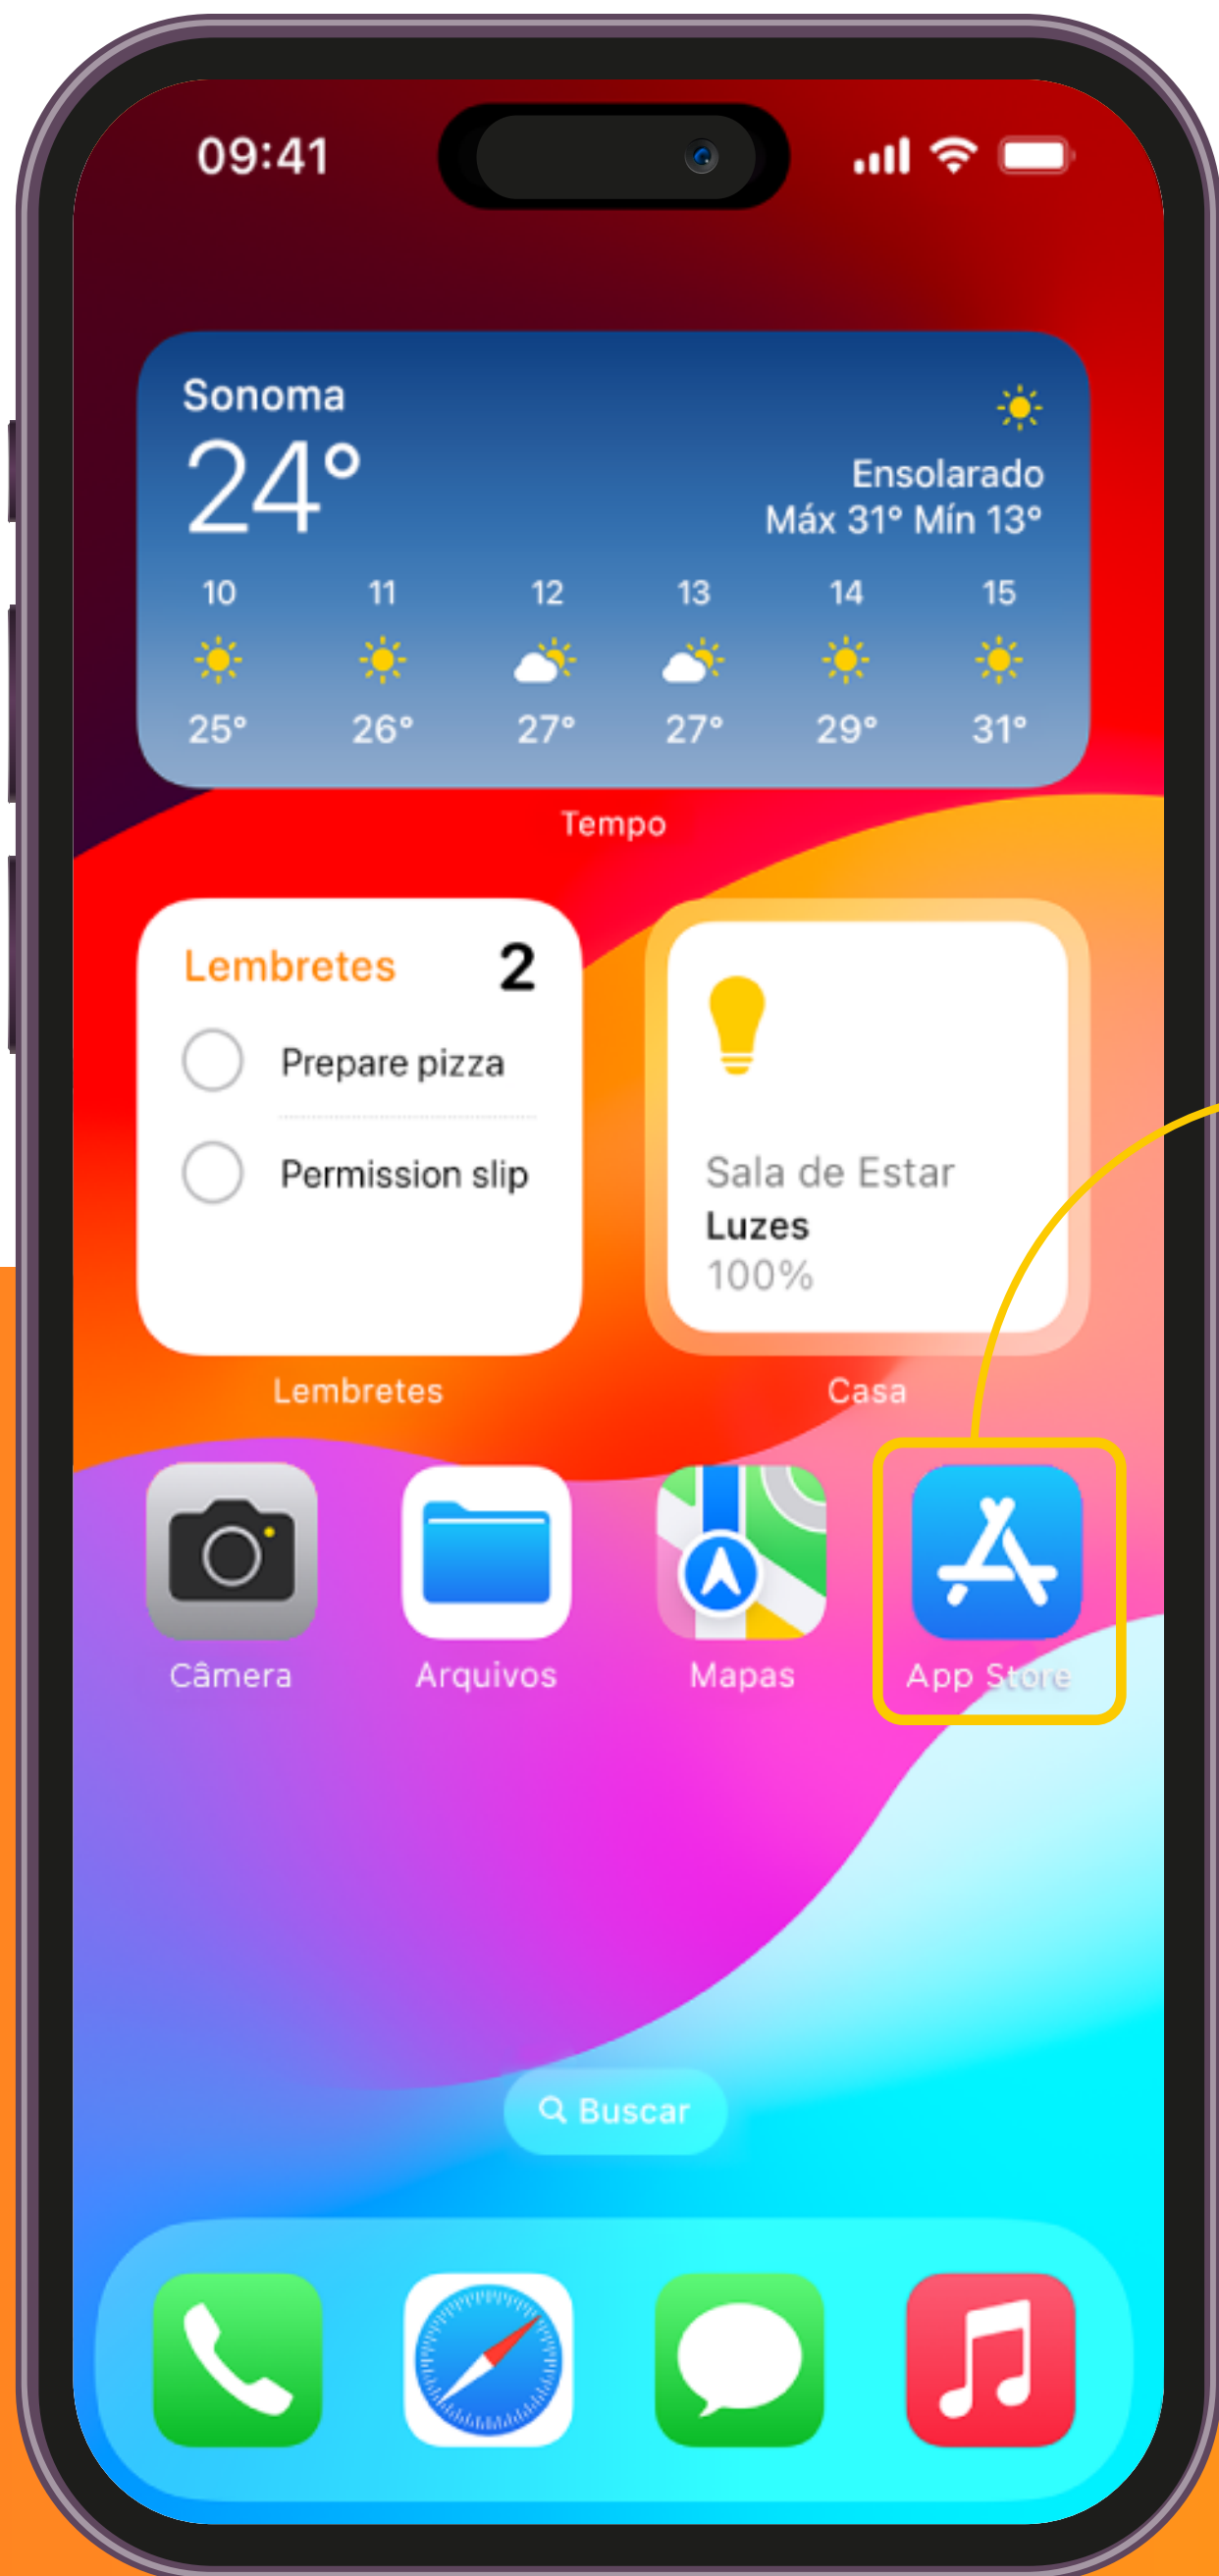 09:41
Sonoma
24°
Ensolarado
Máx 31° Mín 13°
10 11 12 13 14 15
25° 26° 27° 27° 29° 31°
Tempo
Lembretes 2
Prepare pizza
Permission slip
Sala de Estar
Luzes
100%
Lembretes
Casa
Câmera
Arquivos
Mapas
App Store
Buscar